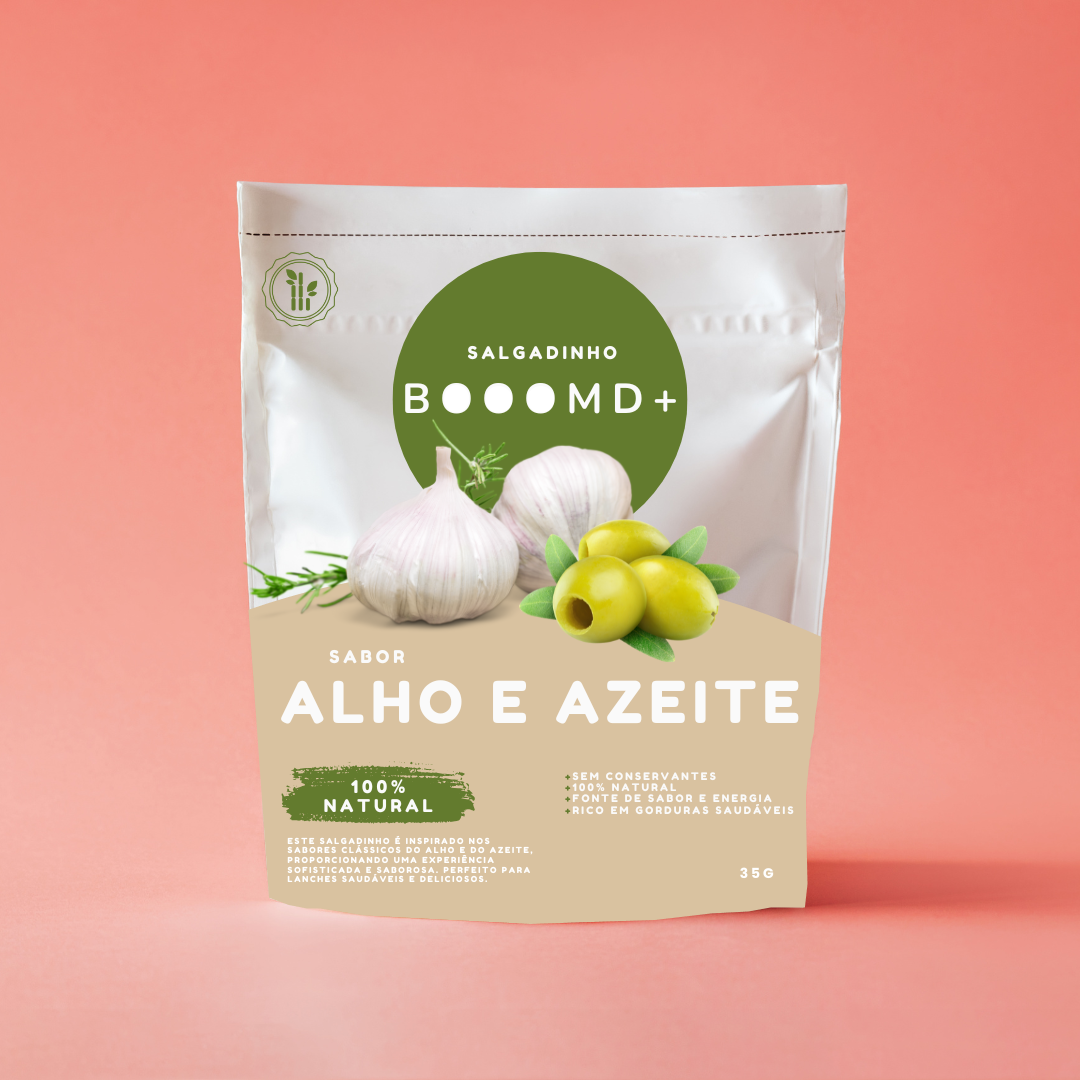 SALGADINHO
BOOOMD+
SABOR
ALHO E AZEITE
100%
NATURAL
+SEM CONSERVANTES
+100% NATURAL
+FONTE DE SABOR E ENERGIA
+RICO EM GORDURAS SAUDÁVEIS
ESTE SALGADINHO É INSPIRADO NOS
SABORES CLÁSSICOS DO ALHO E DO AZEITE,
PROPORCIONANDO UMA EXPERIÊNCIA
SOFISTICADA E SABOROSA. PERFEITO PARA
LANCHES SAUDÁVEIS E DELICIOSOS.
35G